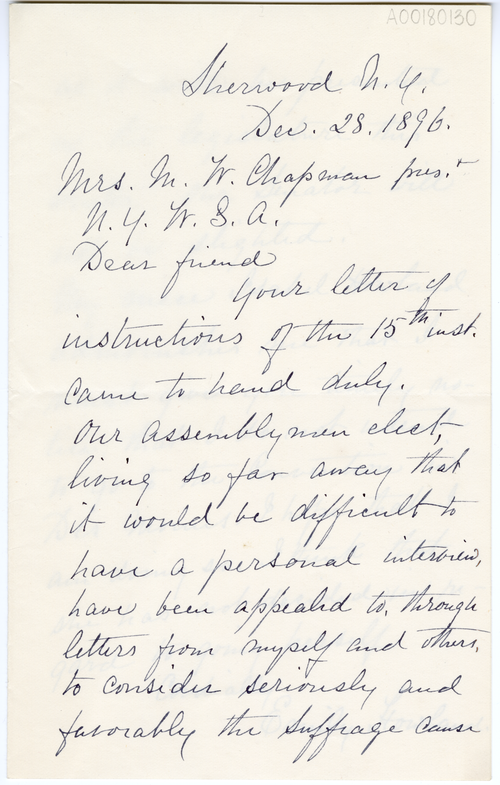 A00180130
Sherwood N.Y.
Dec. 28. 1896.
Mrs. M. W. Chapman pres.t
N. Y. W. S. A.
Dear friend
Your letter of
instructions of the 15th inst.
came to hand duly.
Our assemblymen elect,
living so far away that
it would be difficult to
have a personal interview,
have been appealed to, through
letters from myself and others,
to consider seriously and
favorably the suffrage cause